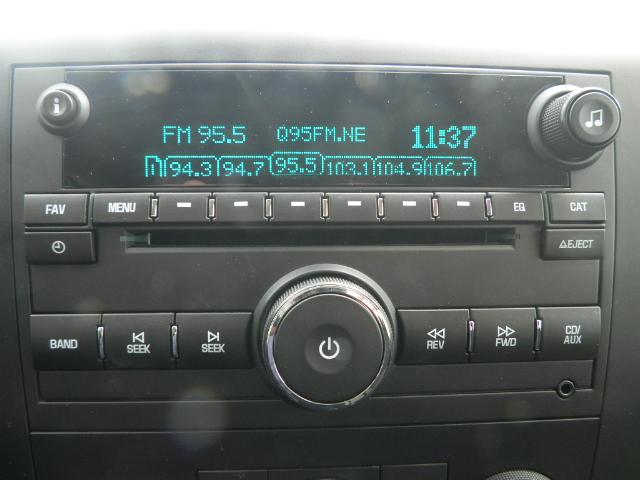 i
FM 95.5 Q95FM.NE 11:37
1 94.3 94.7 95.5 103.1 104.9 106.7
FAV MENU EQ CAT
EJECT
BAND SEEK SEEK REV FWD CD/
AUX